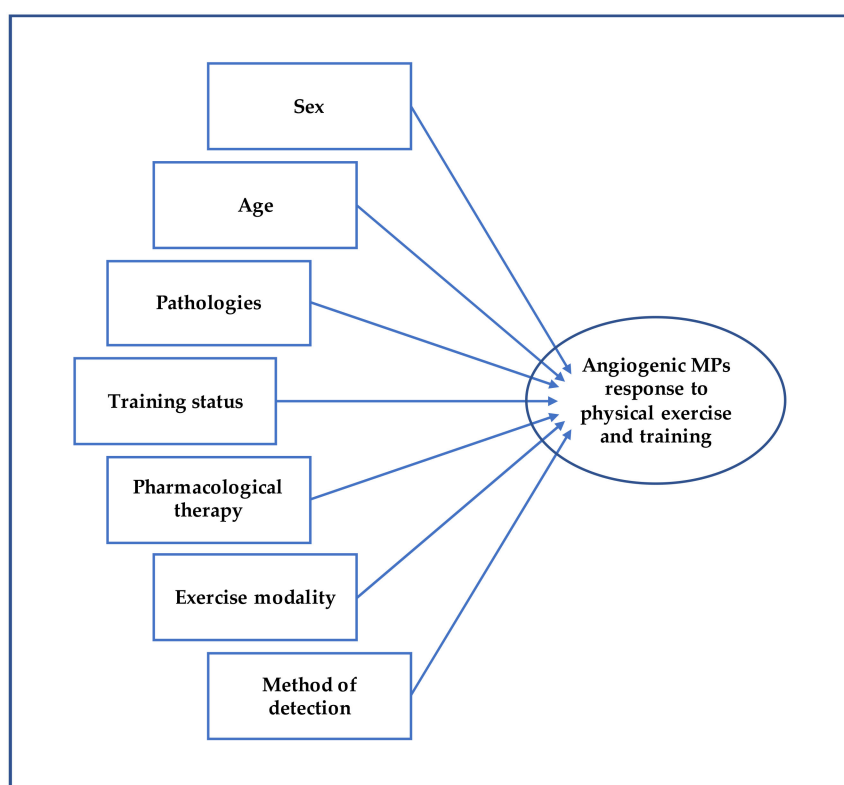 Sex
Age
Pathologies
Training status
Pharmacological
therapy
Exercise modality
Method of
detection
Angiogenic MPs
response to
physical exercise
and training